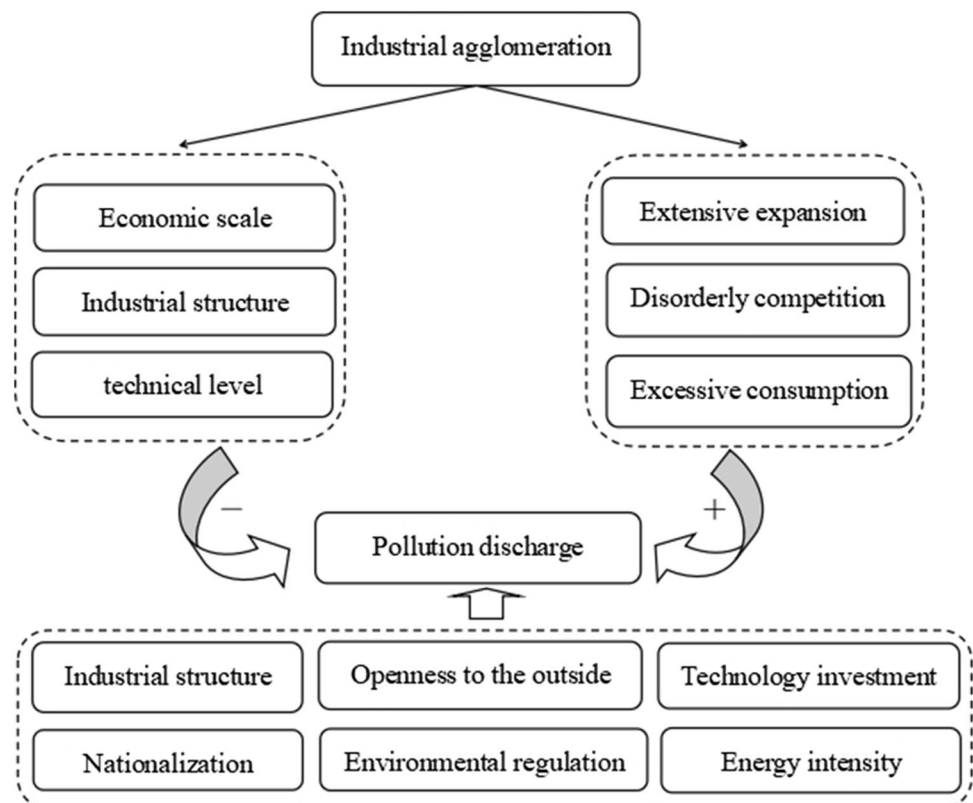 Industrial agglomeration
Economic scale
Industrial structure
technical level
Extensive expansion
Disorderly competition
Excessive consumption
−
+
Pollution discharge
Industrial structure
Openness to the outside
Technology investment
Nationalization
Environmental regulation
Energy intensity